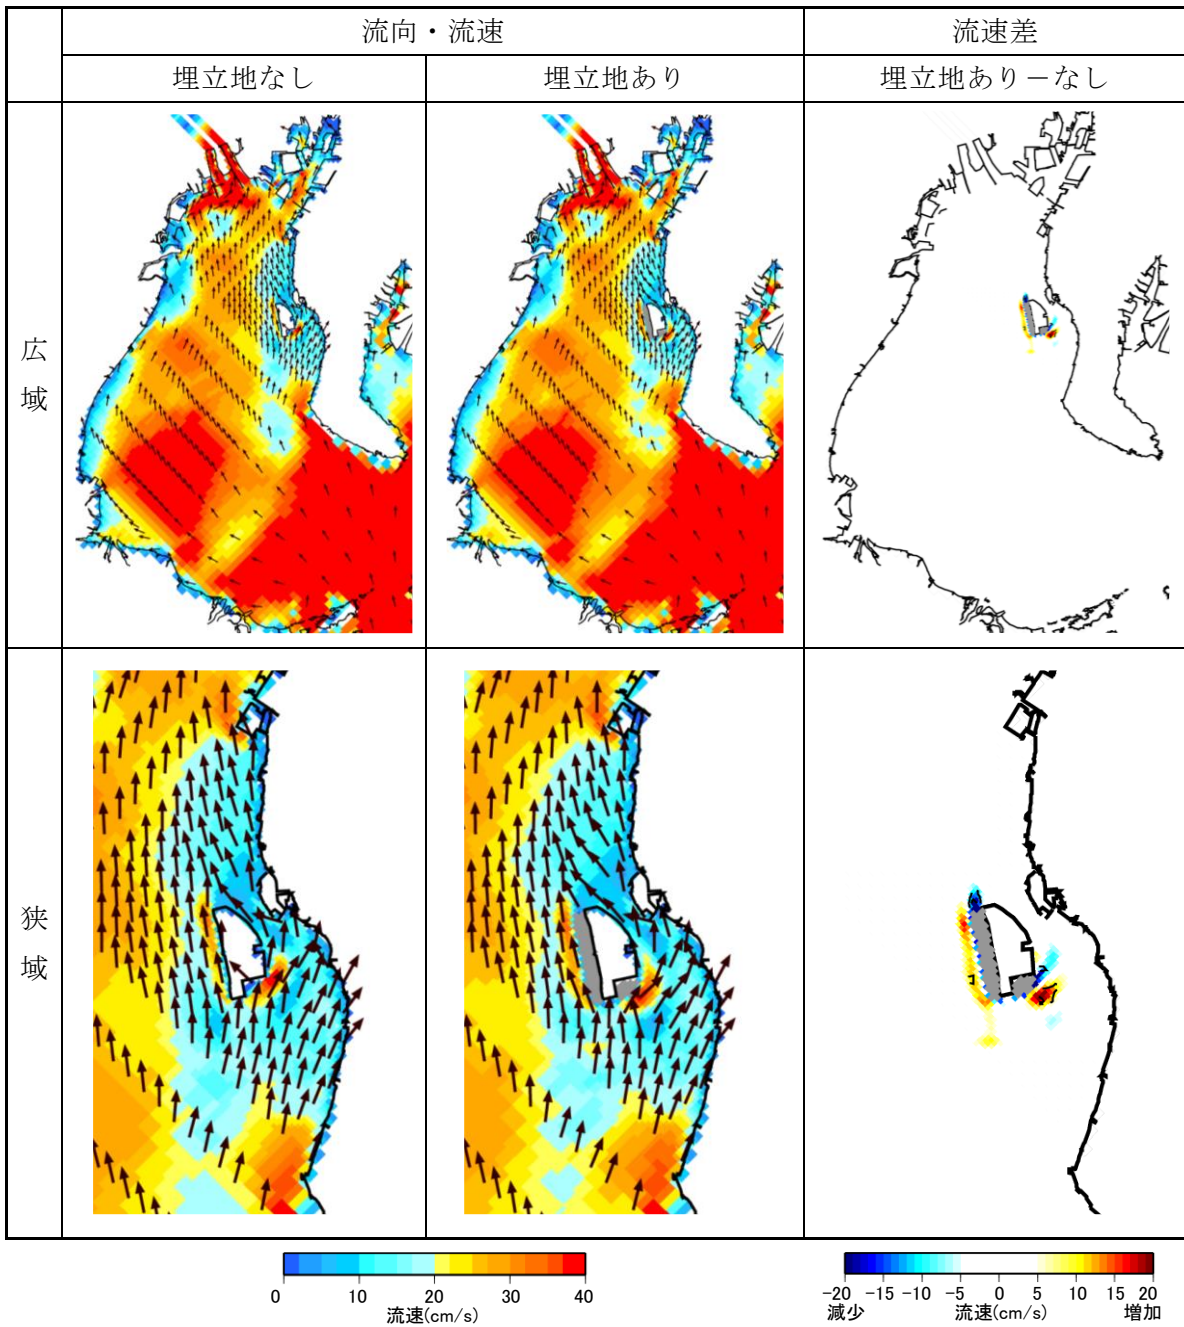 流向・流速
流速差
埋立地なし
埋立地あり
埋立地あり－なし
広
域
狭
域
0 10 20 30 40
流速(cm/s)
-20 -15 -10 -5 0 5 10 15 20
減少 流速(cm/s) 増加